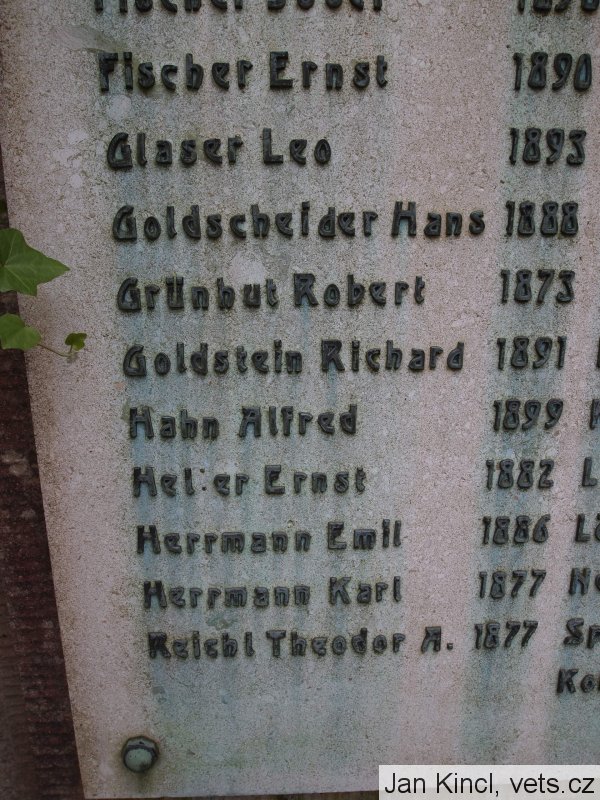 Fischer Ernst 1890
Glaser Leo 1893
Goldscheider Hans 1888
Grünhut Robert 1873
Goldstein Richard 1891
Hahn Alfred 1899
Hel er Ernst 1882
Herrmann Emil 1886
Herrmann Karl 1877
Reichl Theodor A. 1877
Jan Kincl, vets.cz